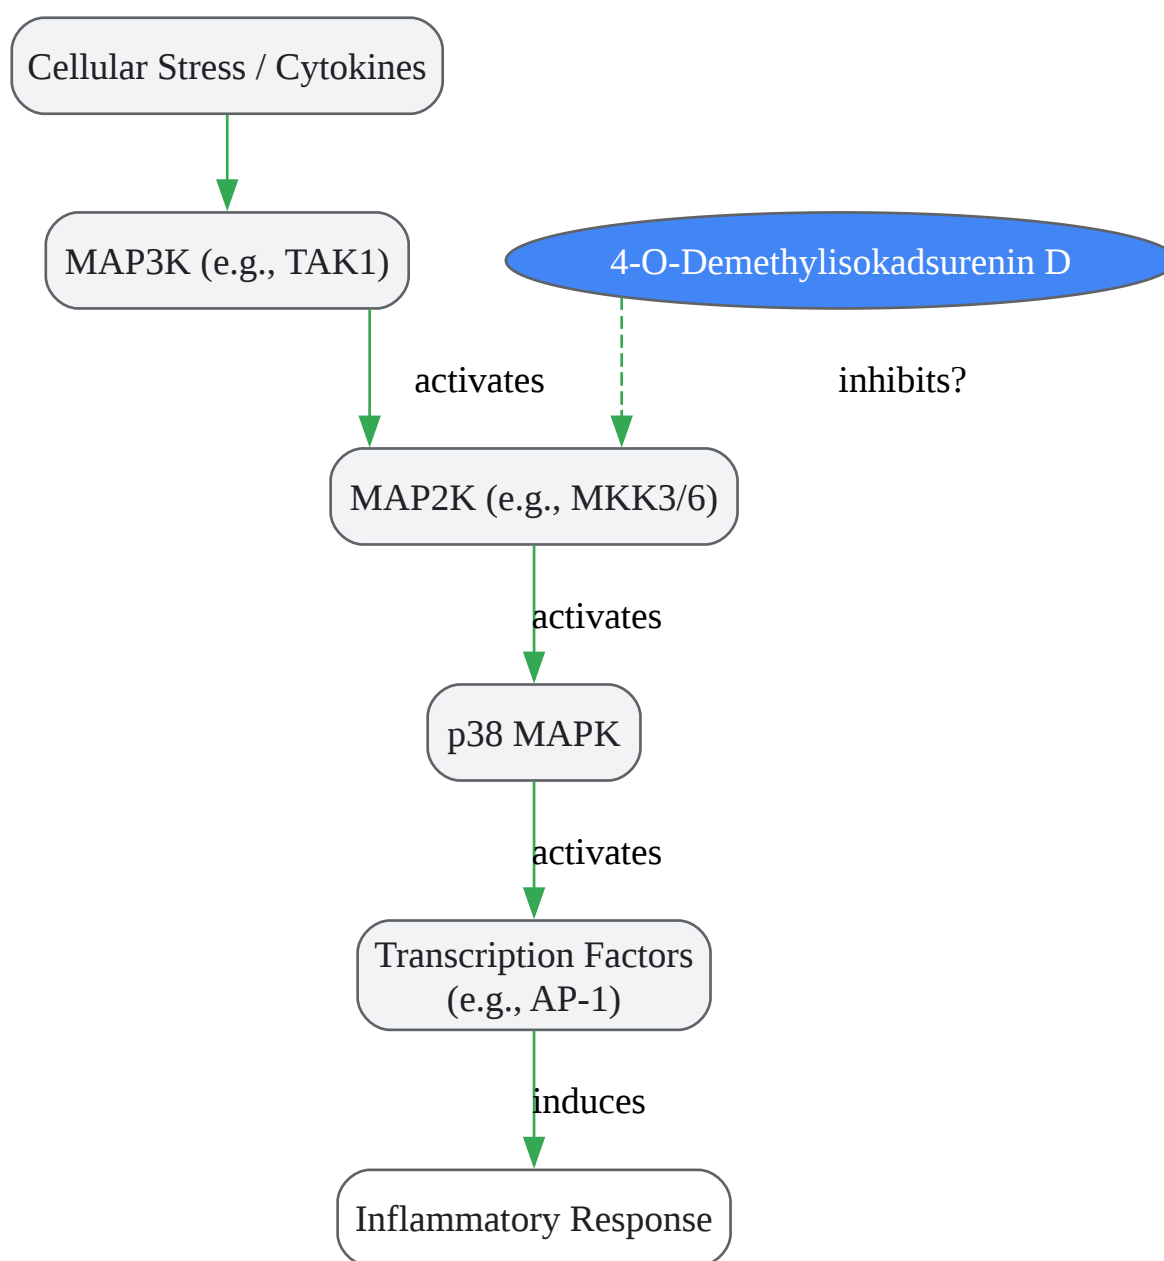 Cellular Stress / Cytokines
MAP3K (e.g., TAK1)
4-O-Demethylisokadsurenin D
activates
inhibits?
MAP2K (e.g., MKK3/6)
activates
p38 MAPK
activates
Transcription Factors
(e.g., AP-1)
induces
Inflammatory Response